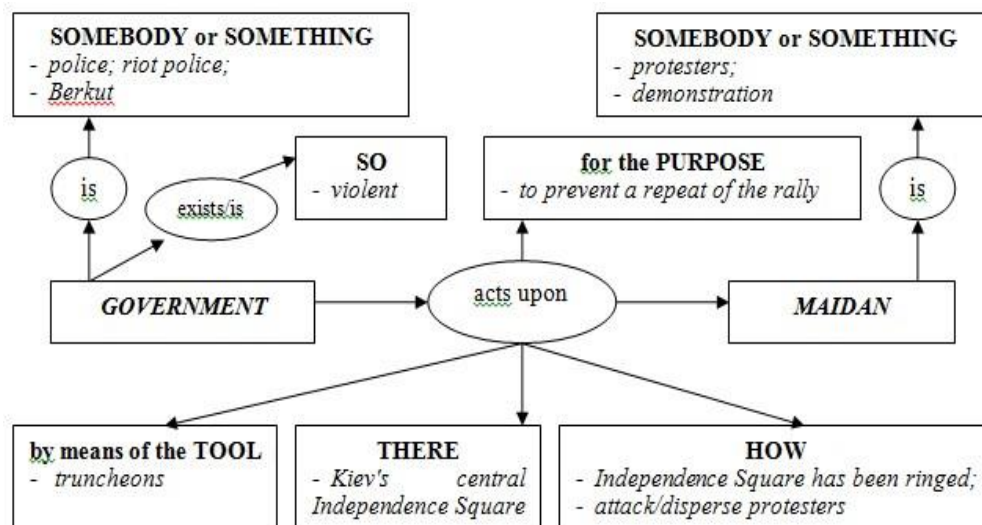 SOMEBODY or SOMETHING
- police; riot police;
- Berkut
SOMEBODY or SOMETHING
- protesters;
- demonstration
is
exists/is
SO
- violent
for the PURPOSE
- to prevent a repeat of the rally
is
GOVERNMENT
acts upon
MAIDAN
by means of the TOOL
- truncheons
THERE
- Kiev's central
Independence Square
HOW
- Independence Square has been ringed;
- attack/disperse protesters